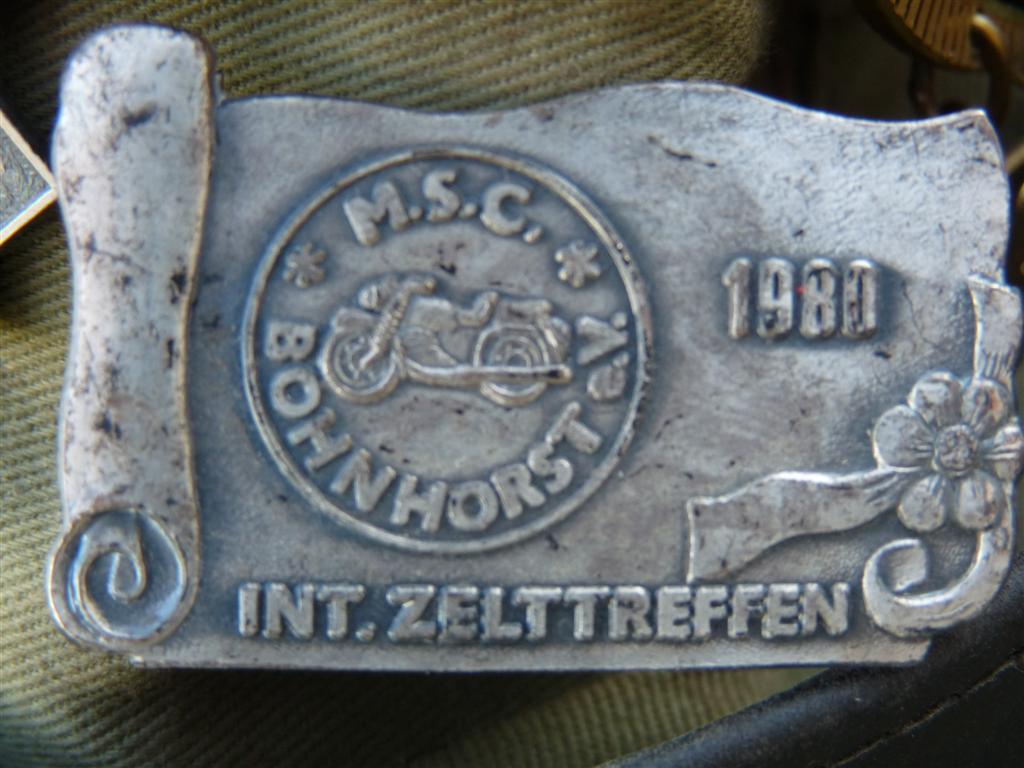 M.S.C.
BOHNHORST e.V.
1980
INT. ZELTTREFFEN